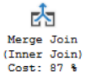 Merge Join
(Inner Join)
Cost: 87 %